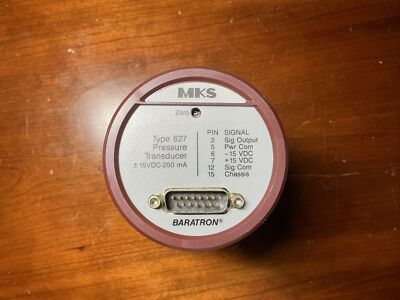 MKS
Zero
Type 627
Pressure
Transducer
± 15VDC-250 mA
PIN SIGNAL
2 Sig Output
5 Pwr Com
6 -15 VDC
7 +15 VDC
12 Sig Com
15 Chassis
BARATRON®